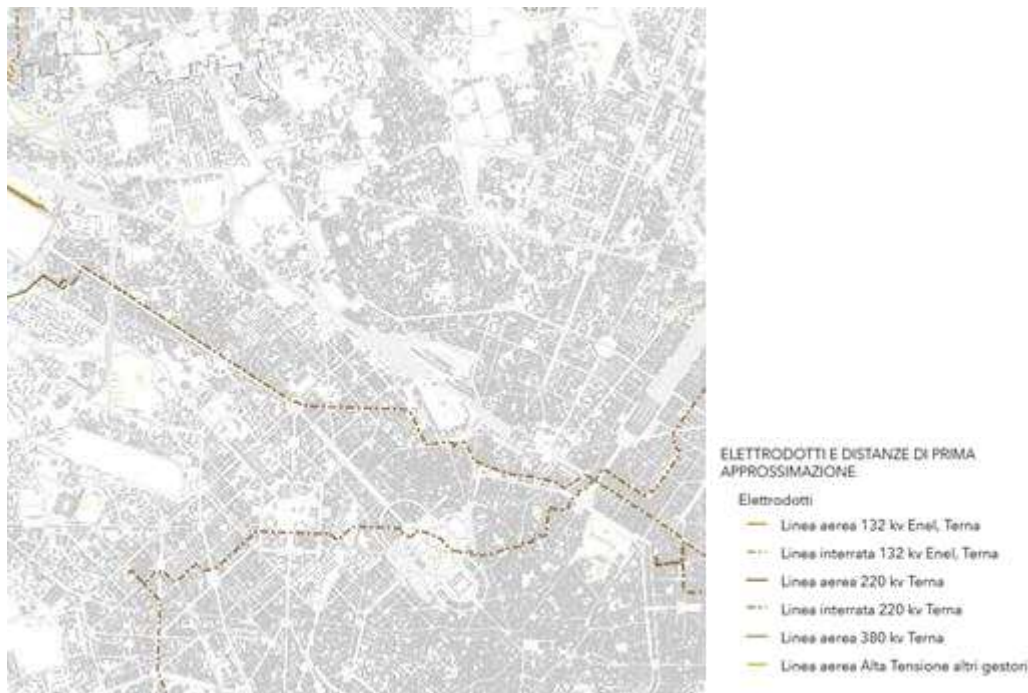 ELETTRODOTTI E DISTANZE DI PRIMA
APPROSSIMAZIONE
Elettrodotti
Linea aerea 132 kv Enel, Terna
Linea interrata 132 kv Enel, Terna
Linea aerea 220 kv Terna
Linea interrata 220 kv Terna
Linea aerea 380 kv Terna
Linea aerea Alta Tensione altri gestori